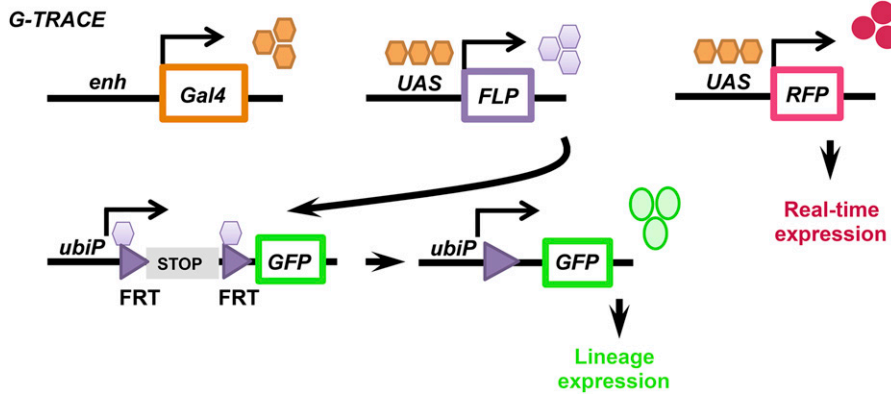 G-TRACE
enh
Gal4
UAS
FLP
UAS
RFP
Real-time
expression
ubiP
STOP
GFP
FRT
FRT
ubiP
GFP
Lineage
expression